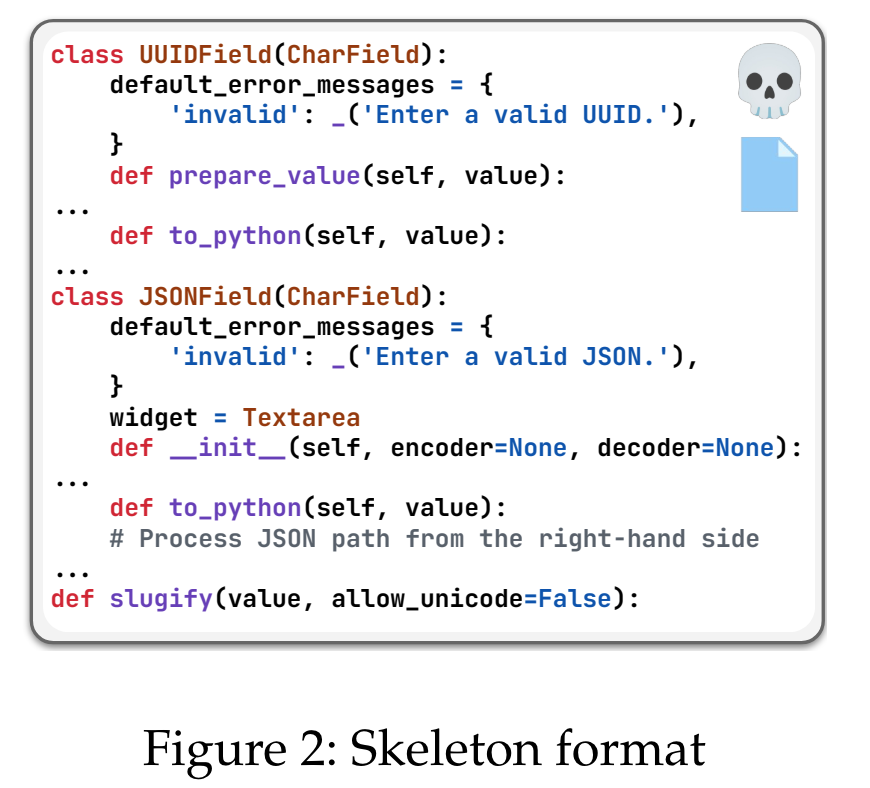 class UUIDField(CharField):
    default_error_messages = {
        'invalid': _('Enter a valid UUID.'),
    }
    def prepare_value(self, value):
...
    def to_python(self, value):
...
class JSONField(CharField):
    default_error_messages = {
        'invalid': _('Enter a valid JSON.'),
    }
    widget = Textarea
    def __init__(self, encoder=None, decoder=None):
...
    def to_python(self, value):
    # Process JSON path from the right-hand side
...
def slugify(value, allow_unicode=False):
Figure 2: Skeleton format